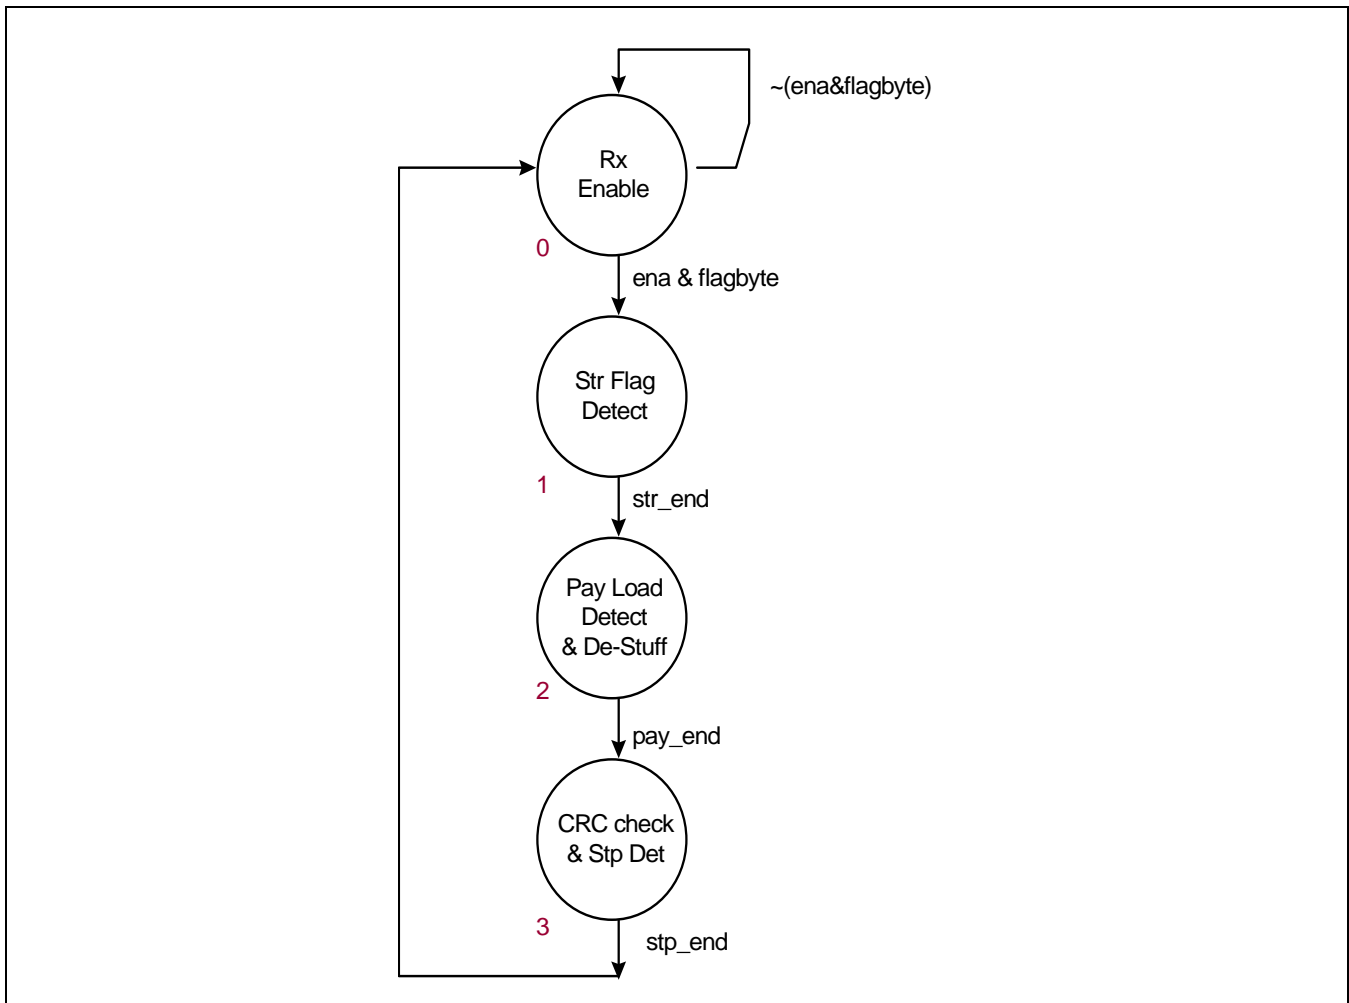 ~(ena&flagbyte)
Rx
Enable
0
ena & flagbyte
Str Flag
Detect
1
str_end
Pay Load
Detect
& De-Stuff
2
pay_end
CRC check
& Stp Det
3
stp_end